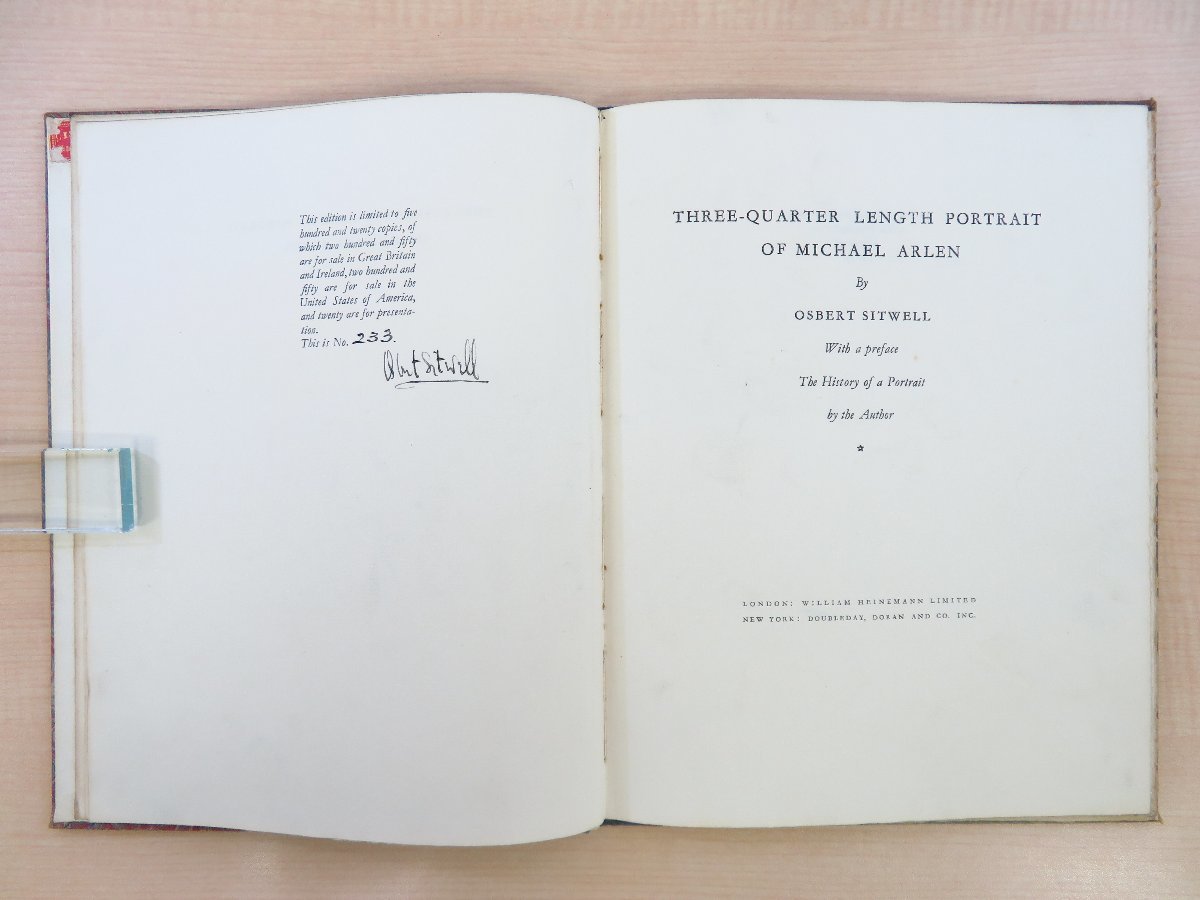 This edition is limited to five
hundred and twenty copies, of
which two hundred and fifty
are for sale in Great Britain
and Ireland, two hundred and
fifty are for sale in the
United States of America,
and twenty are for presenta-
tion.
This is No. 233.
Osbert Sitwell
THREE-QUARTER LENGTH PORTRAIT
OF MICHAEL ARLEN
By
OSBERT SITWELL
With a preface
The History of a Portrait
by the Author
LONDON: WILLIAM HEINEMANN LIMITED
NEW YORK: DOUBLEDAY, DORAN AND CO. INC.